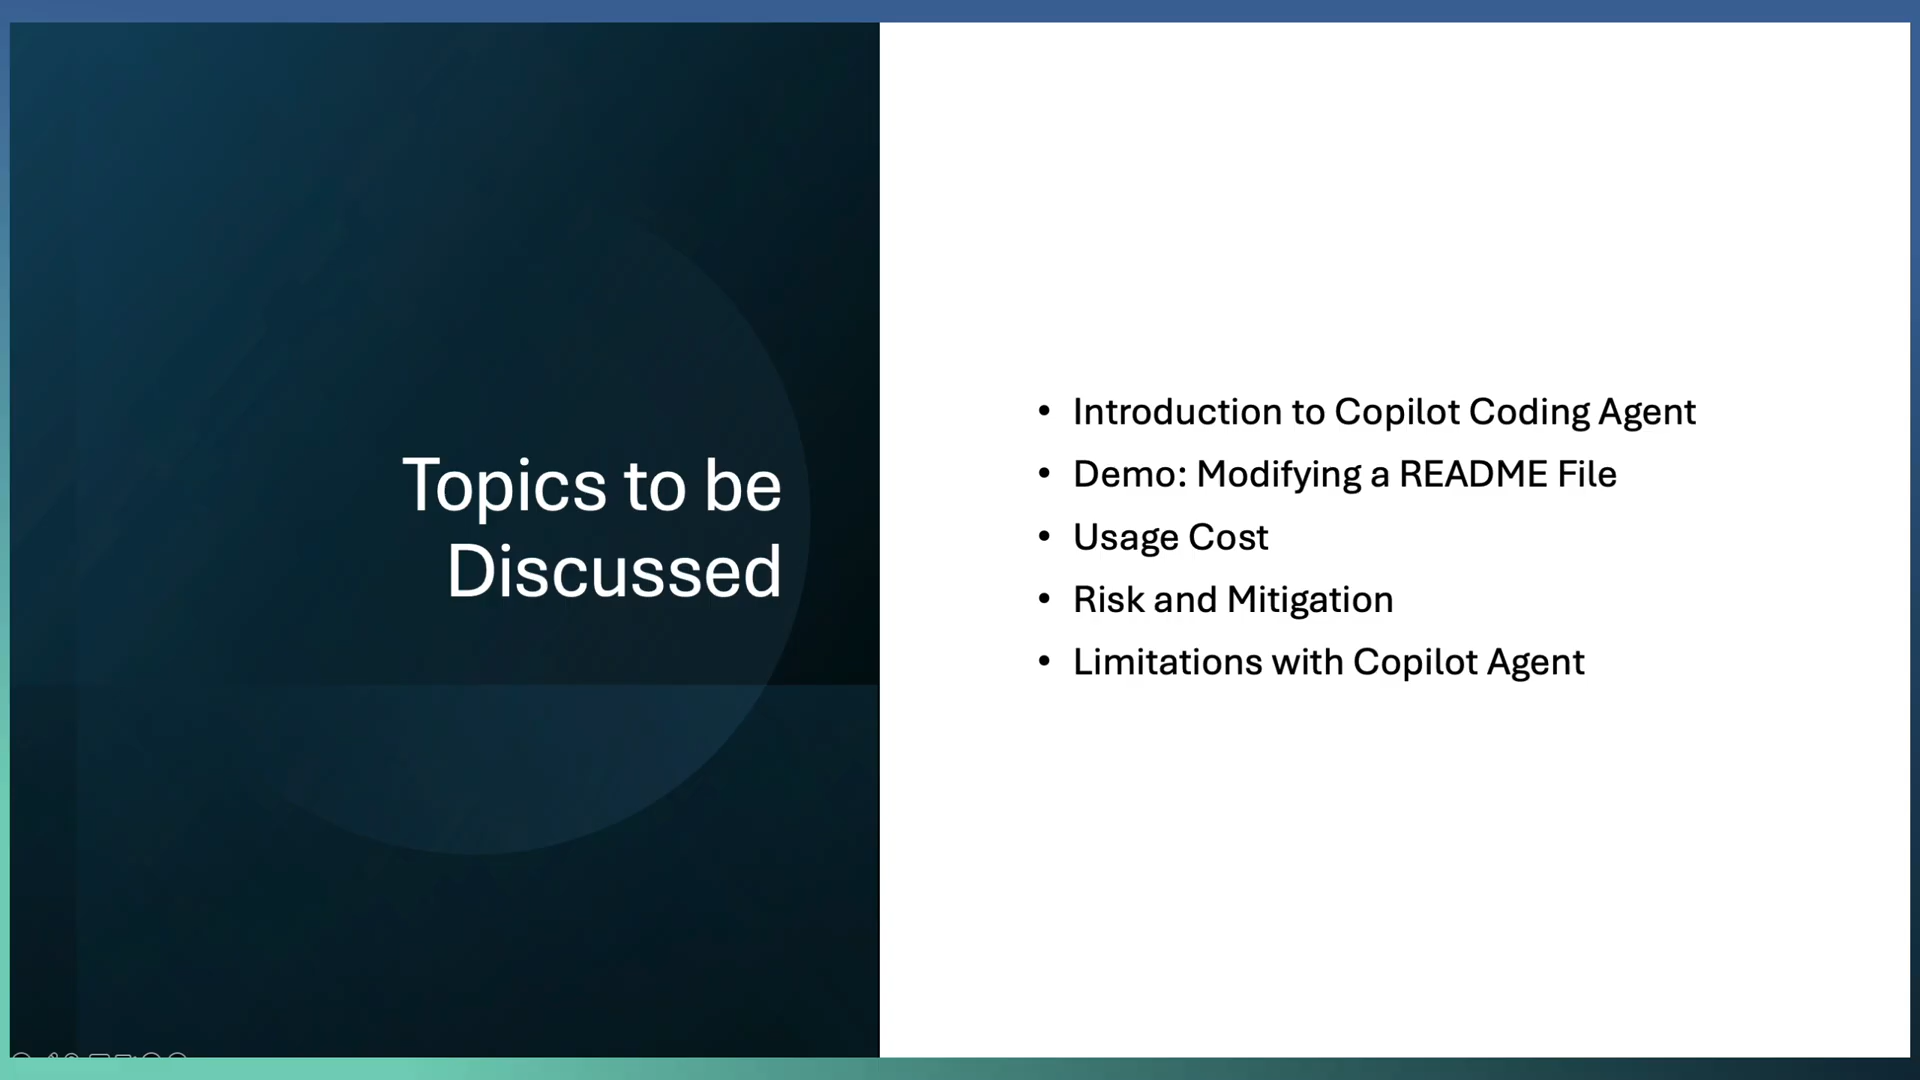 Topics to be
Discussed
• Introduction to Copilot Coding Agent
• Demo: Modifying a README File
• Usage Cost
• Risk and Mitigation
• Limitations with Copilot Agent